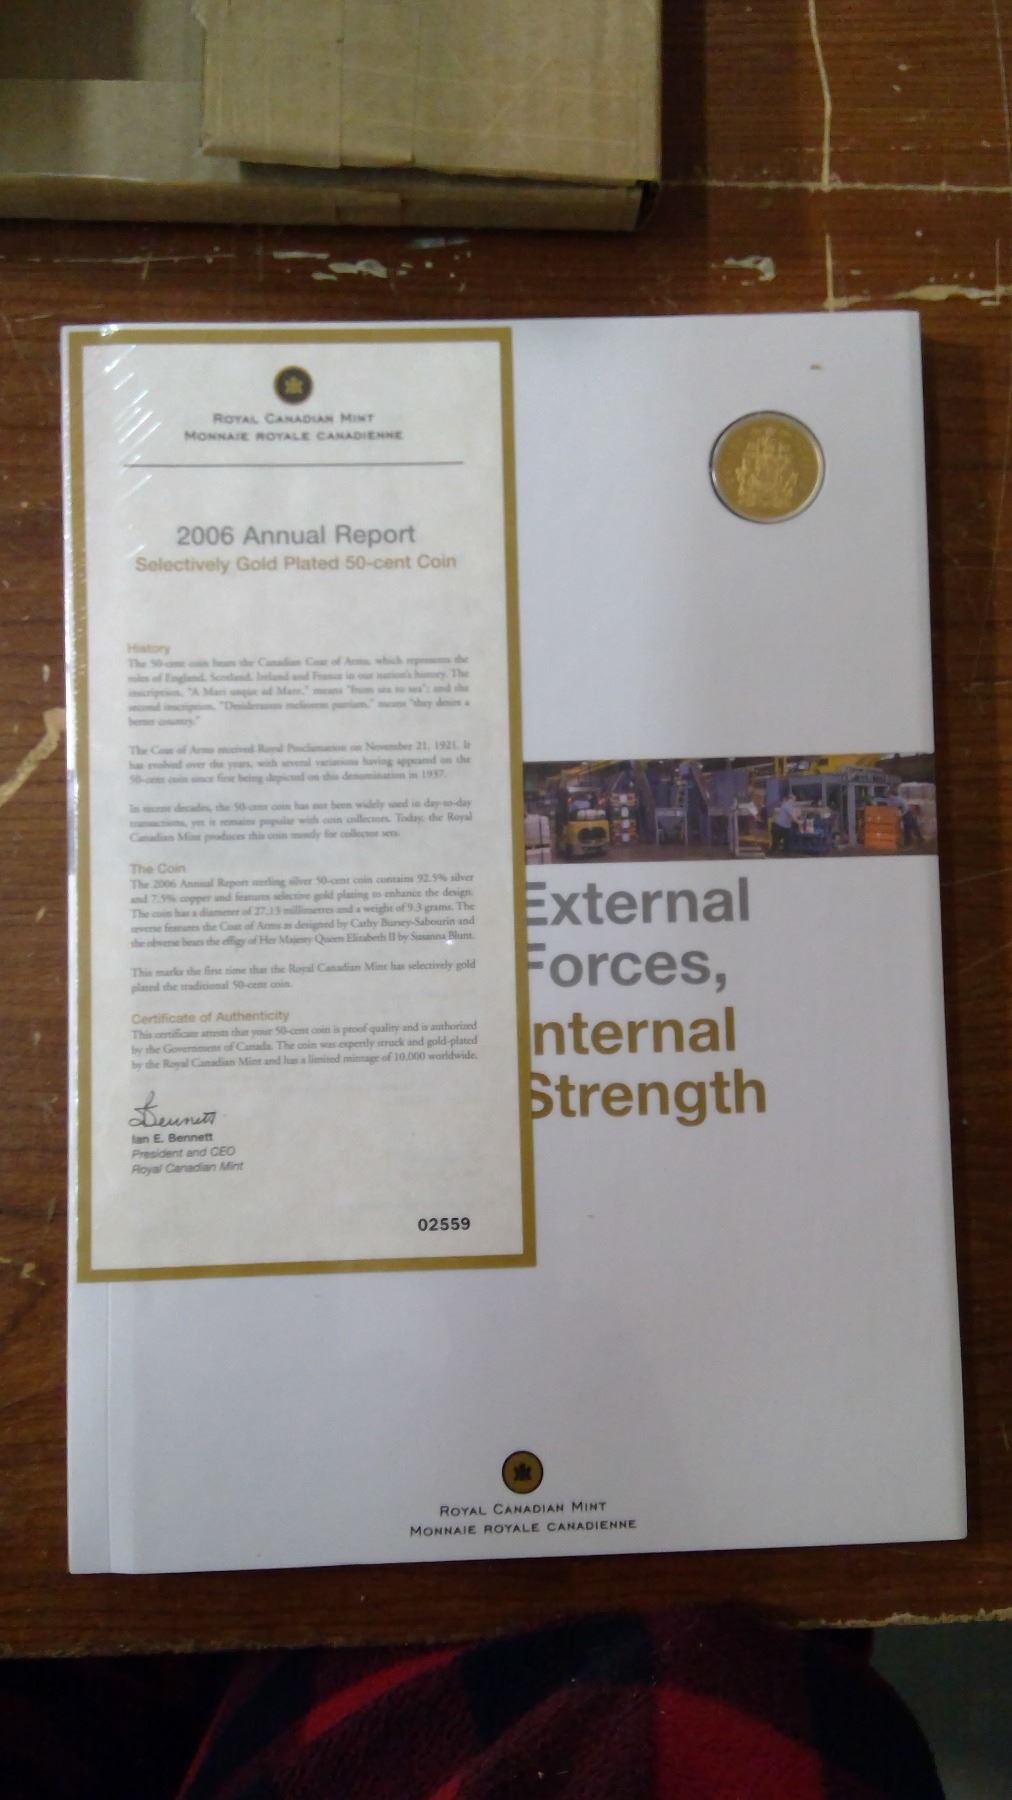 ROYAL CANADIAN MINT
MONNAIE ROYALE CANADIENNE
2006 Annual Report
Selectively Gold Plated 50-cent Coin
History
The 50-cent coin bears the Canadian Coat of Arms, which represents the
roles of England, Scotland, Ireland and France in our nation's history. The
inscription, "A Mari usque ad Mare," means "from sea to sea"; and the
second inscription, "Desiderantes meliorem patriam," means "they desire a
better country."
The Coat of Arms received Royal Proclamation on November 21, 1921. It
has evolved over the years, with several variations having appeared on the
50-cent coin since first being depicted on this denomination in 1937.
In recent decades, the 50-cent coin has not been widely used in day-to-day
transactions, yet it remains popular with coin collectors. Today, the Royal
Canadian Mint produces this coin mostly for collector sets.
The Coin
The 2006 Annual Report sterling silver 50-cent coin contains 92.5% silver
and 7.5% copper and features selective gold plating to enhance the design.
The coin has a diameter of 27.13 millimetres and a weight of 9.3 grams. The
reverse features the Coat of Arms as designed by Cathy Bursey-Sabourin and
the obverse bears the effigy of Her Majesty Queen Elizabeth II by Susanna Blunt.
This marks the first time that the Royal Canadian Mint has selectively gold
plated the traditional 50-cent coin.
Certificate of Authenticity
This certificate attests that your 50-cent coin is proof quality and is authorized
by the Government of Canada. The coin was expertly struck and gold-plated
by the Royal Canadian Mint and has a limited mintage of 10,000 worldwide.
Bennett
Ian E. Bennett
President and CEO
Royal Canadian Mint
02559
External
Forces,
Internal
Strength
ROYAL CANADIAN MINT
MONNAIE ROYALE CANADIENNE